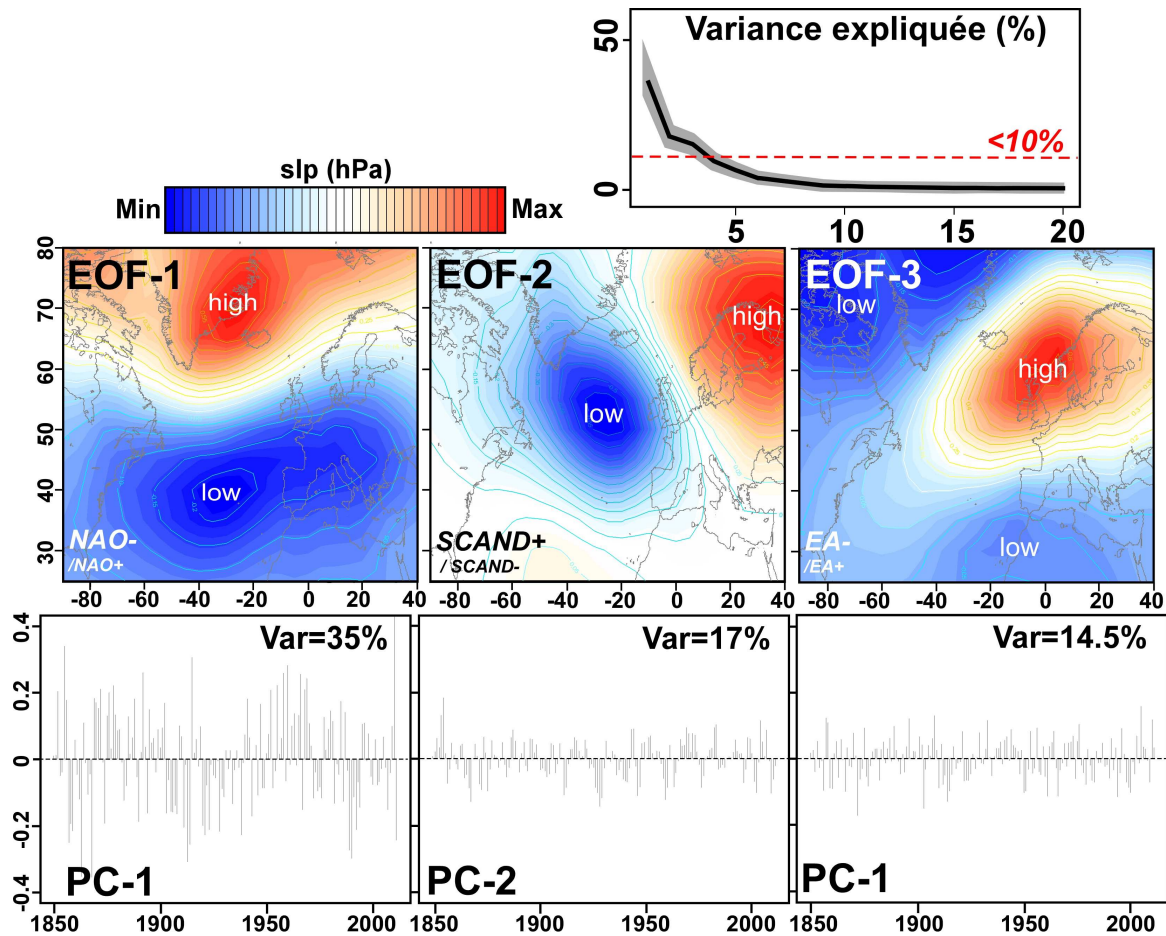 Variance expliquée (%)
50
0
<10%
5 10 15 20
slp (hPa)
Min Max
EOF-1
high
low
NAO-
/NAO+
80
70
60
50
40
30
-80 -60 -40 -20 0 20 40
EOF-2
high
low
SCAND+
/ SCAND-
-80 -60 -40 -20 0 20 40
EOF-3
low
high
low
EA-
/EA+
-80 -60 -40 -20 0 20 40
Var=35%
0.4
0.2
0
-0.2
-0.4
PC-1
1850 1900 1950 2000
Var=17%
PC-2
1850 1900 1950 2000
Var=14.5%
PC-1
1850 1900 1950 2000